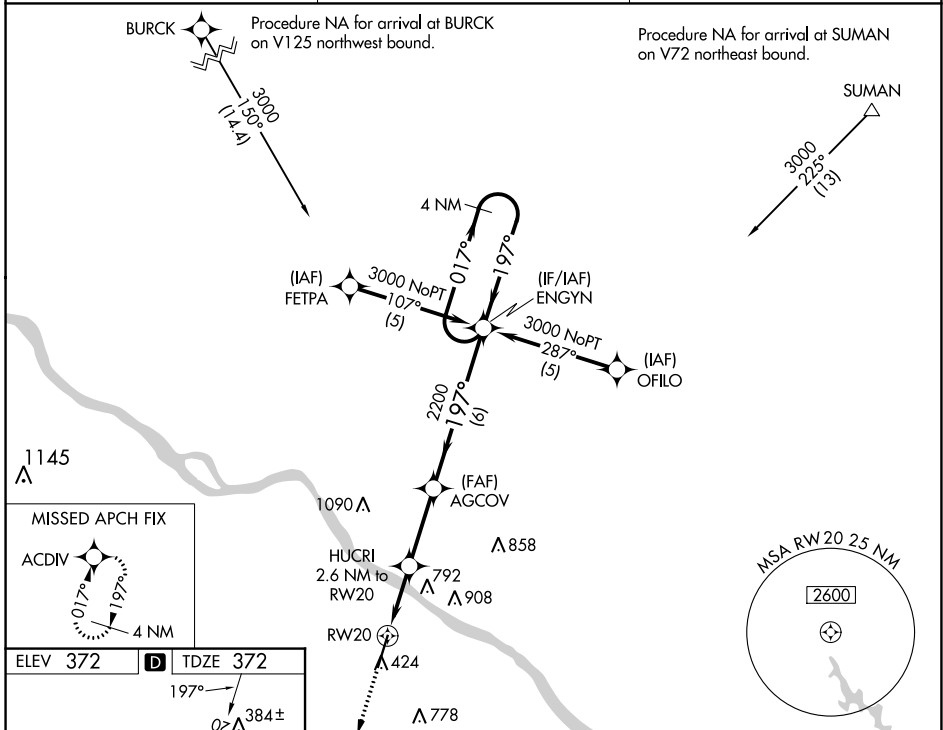 BURCK
Procedure NA for arrival at BURCK
on V125 northwest bound.
Procedure NA for arrival at SUMAN
on V72 northeast bound.
3000
150°
(14.4)
SUMAN
3000
225°
(13)
4 NM
017°
197°
(IAF)
FETPA
3000 NoPT
107°
(5)
(IF/IAF)
ENGYN
3000 NoPT
287°
(5)
(IAF)
OFILO
2200
197°
(6)
1145
(FAF)
AGCOV
1090
858
MISSED APCH FIX
ACDIV
017°
197°
4 NM
HUCRI
2.6 NM to
RW20
792
908
MSA RW20 25 NM
2600
RW20
424
778
ELEV 372
D
TDZE 372
197°
20
384±